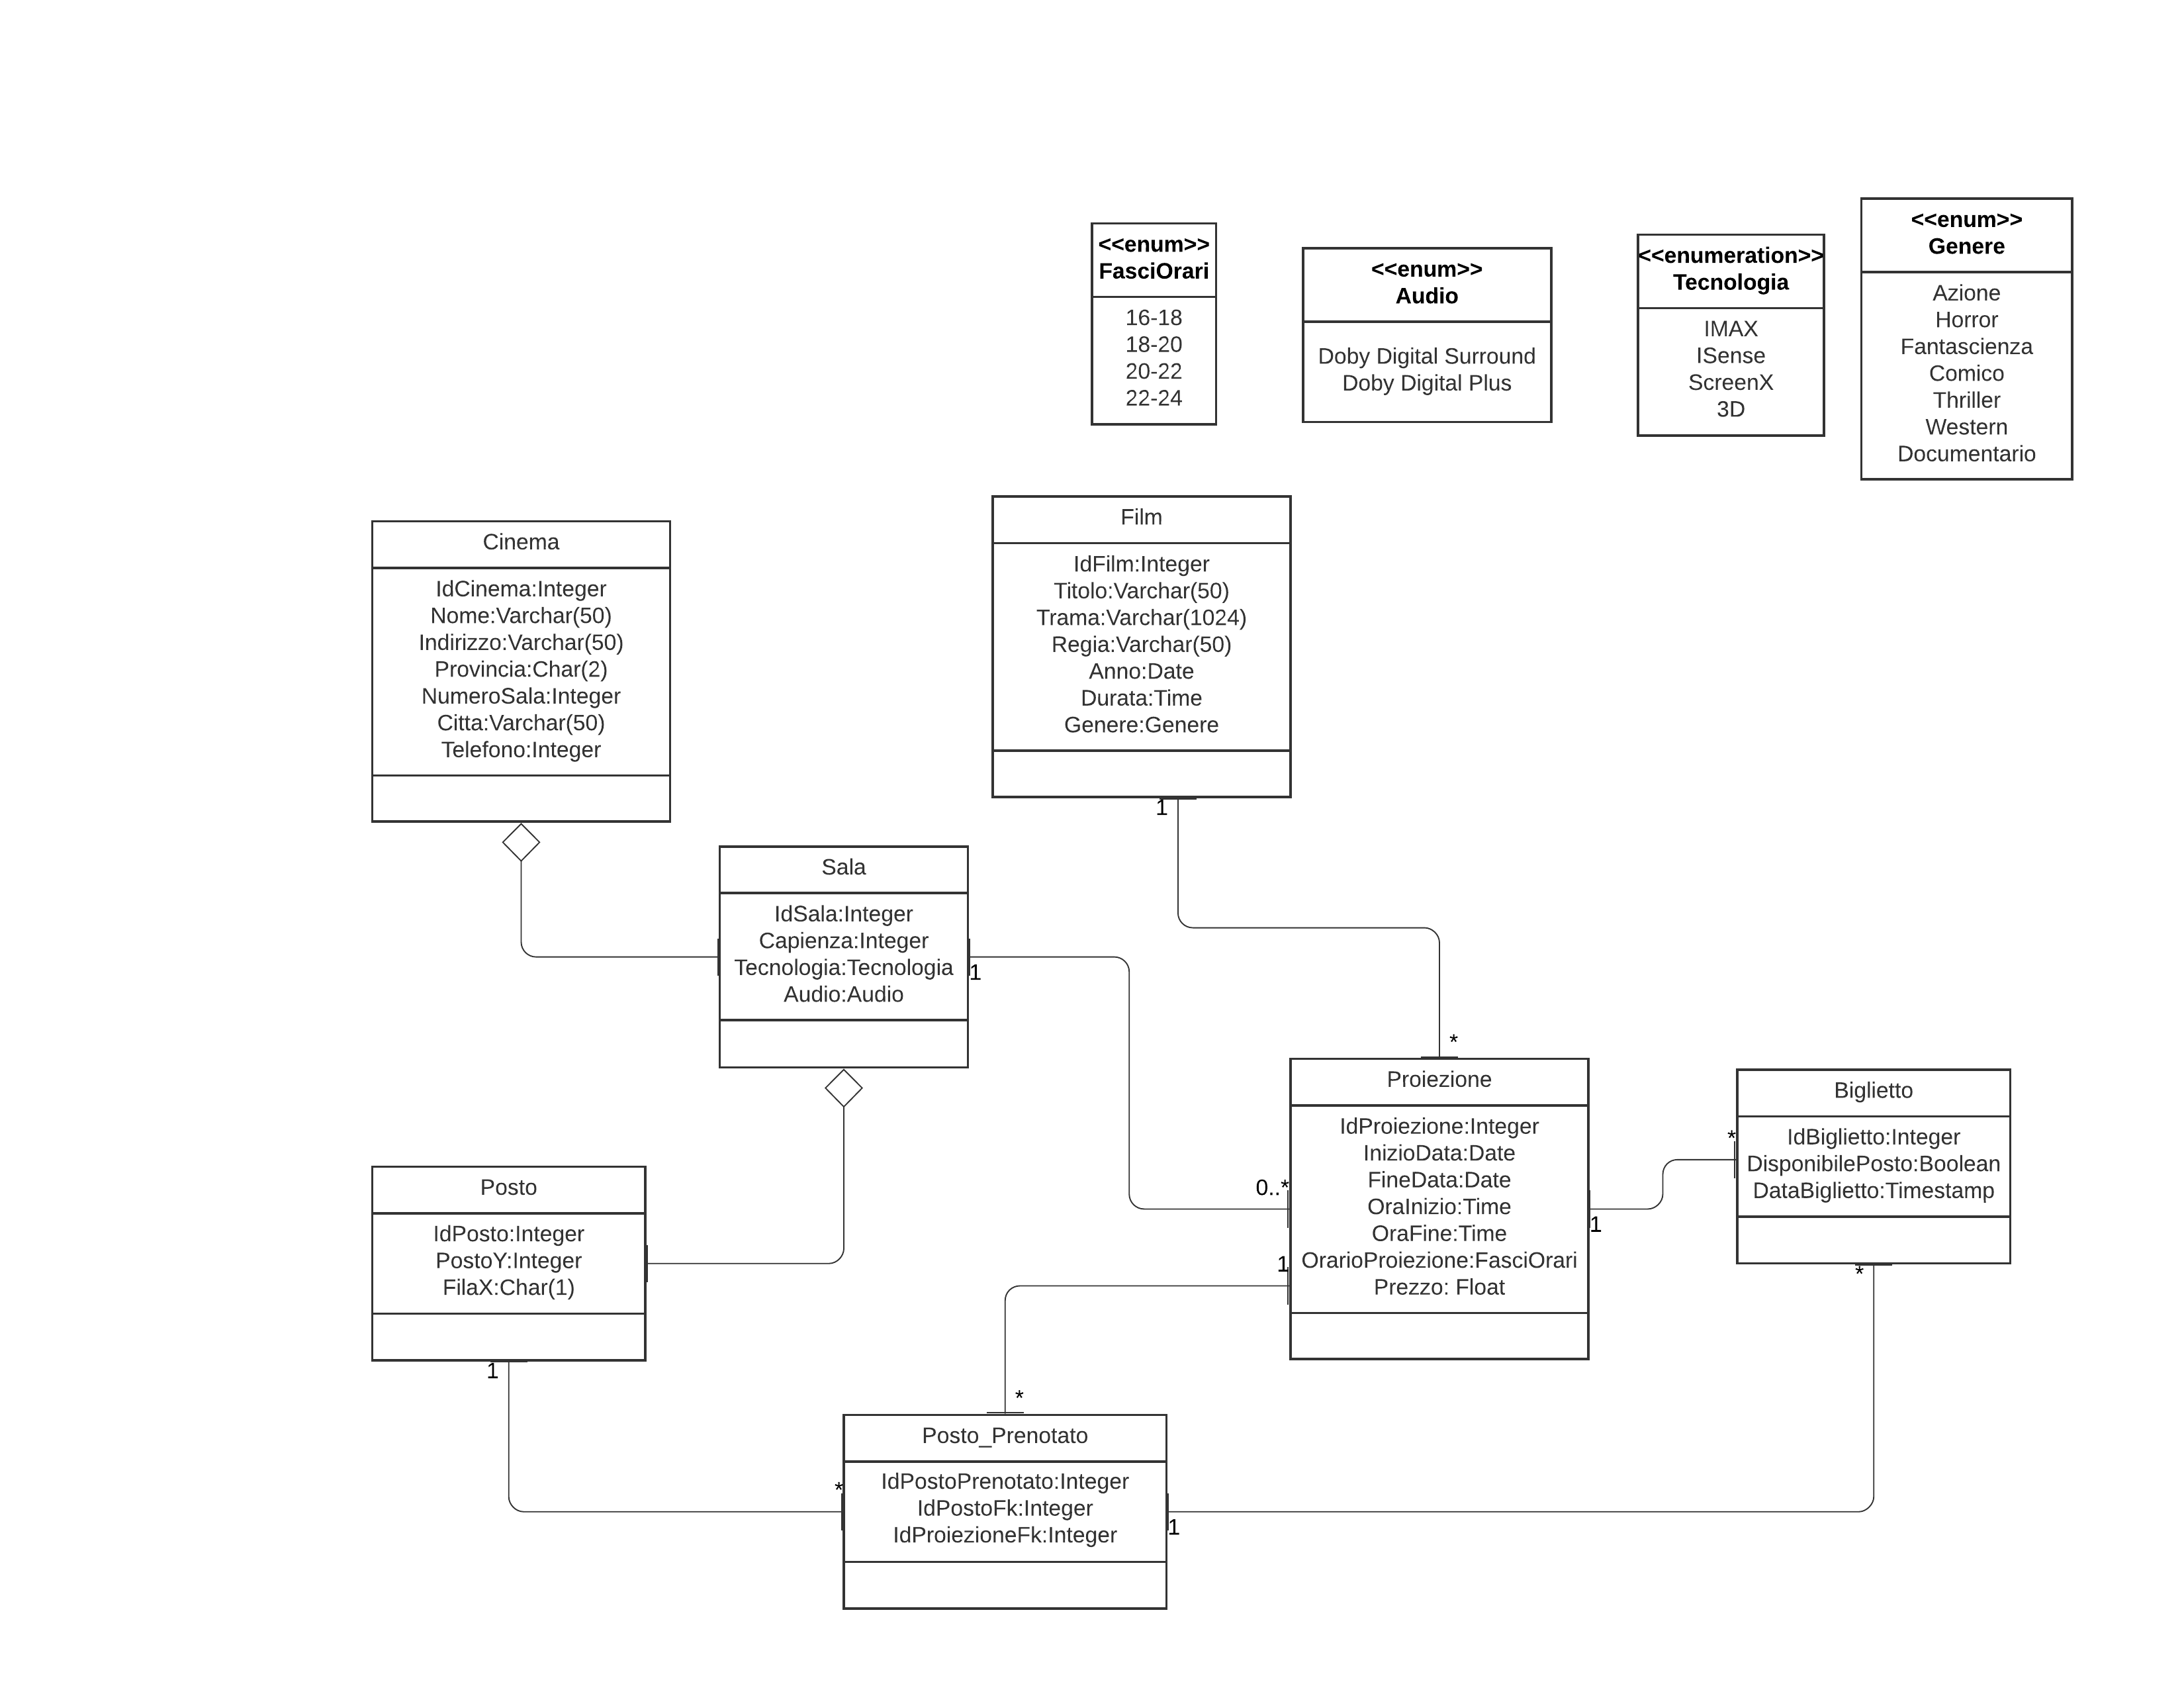 <<enum>>
FasciOrari
16-18
18-20
20-22
22-24
<<enum>>
Audio
Doby Digital Surround
Doby Digital Plus
<<enumeration>>
Tecnologia
IMAX
ISense
ScreenX
3D
<<enum>>
Genere
Azione
Horror
Fantascienza
Comico
Thriller
Western
Documentario
Cinema
IdCinema:Integer
Nome:Varchar(50)
Indirizzo:Varchar(50)
Provincia:Char(2)
NumeroSala:Integer
Citta:Varchar(50)
Telefono:Integer
Film
IdFilm:Integer
Titolo:Varchar(50)
Trama:Varchar(1024)
Regia:Varchar(50)
Anno:Date
Durata:Time
Genere:Genere
1
Sala
IdSala:Integer
Capienza:Integer
Tecnologia:Tecnologia
Audio:Audio
1
*
Proiezione
IdProiezione:Integer
InizioData:Date
FineData:Date
OraInizio:Time
OraFine:Time
OrarioProiezione:FasciOrari
Prezzo: Float
0..*
1
1
*
Biglietto
IdBiglietto:Integer
DisponibilePosto:Boolean
DataBiglietto:Timestamp
*
Posto
IdPosto:Integer
PostoY:Integer
FilaX:Char(1)
1
*
Posto_Prenotato
IdPostoPrenotato:Integer
IdPostoFk:Integer
IdProiezioneFk:Integer
*
1